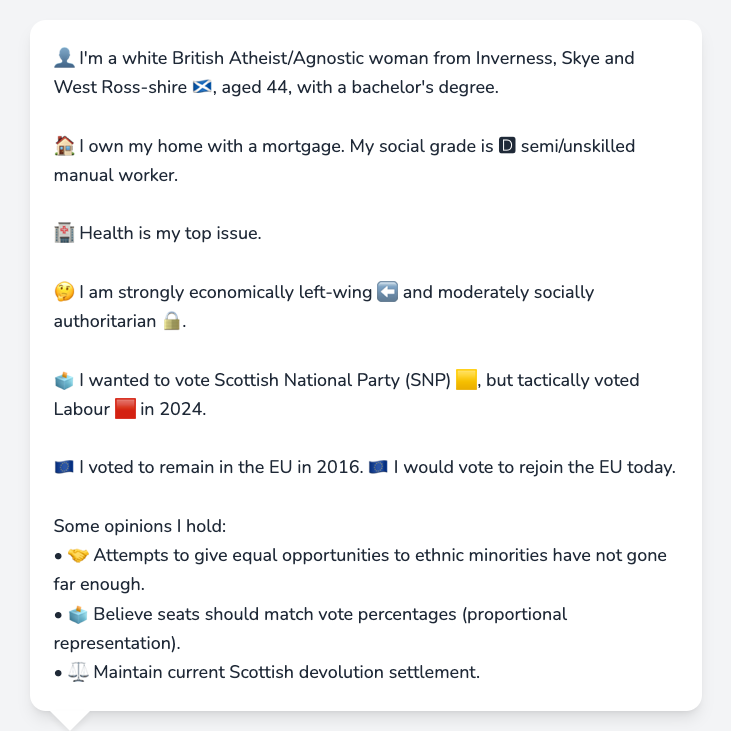 👤 I'm a white British Atheist/Agnostic woman from Inverness, Skye and
West Ross-shire 🏴󠁧󠁢󠁳󠁣󠁴󠁿, aged 44, with a bachelor's degree.
🏠 I own my home with a mortgage. My social grade is 🅳 semi/unskilled
manual worker.
🏥 Health is my top issue.
🤔 I am strongly economically left-wing ⬅️ and moderately socially
authoritarian 🔒.
🗳️ I wanted to vote Scottish National Party (SNP) 🟨, but tactically voted
Labour 🟥 in 2024.
🇪🇺 I voted to remain in the EU in 2016. 🇪🇺 I would vote to rejoin the EU today.
Some opinions I hold:
• 🤝 Attempts to give equal opportunities to ethnic minorities have not gone
far enough.
• 🗳️ Believe seats should match vote percentages (proportional
representation).
• ⚖️ Maintain current Scottish devolution settlement.